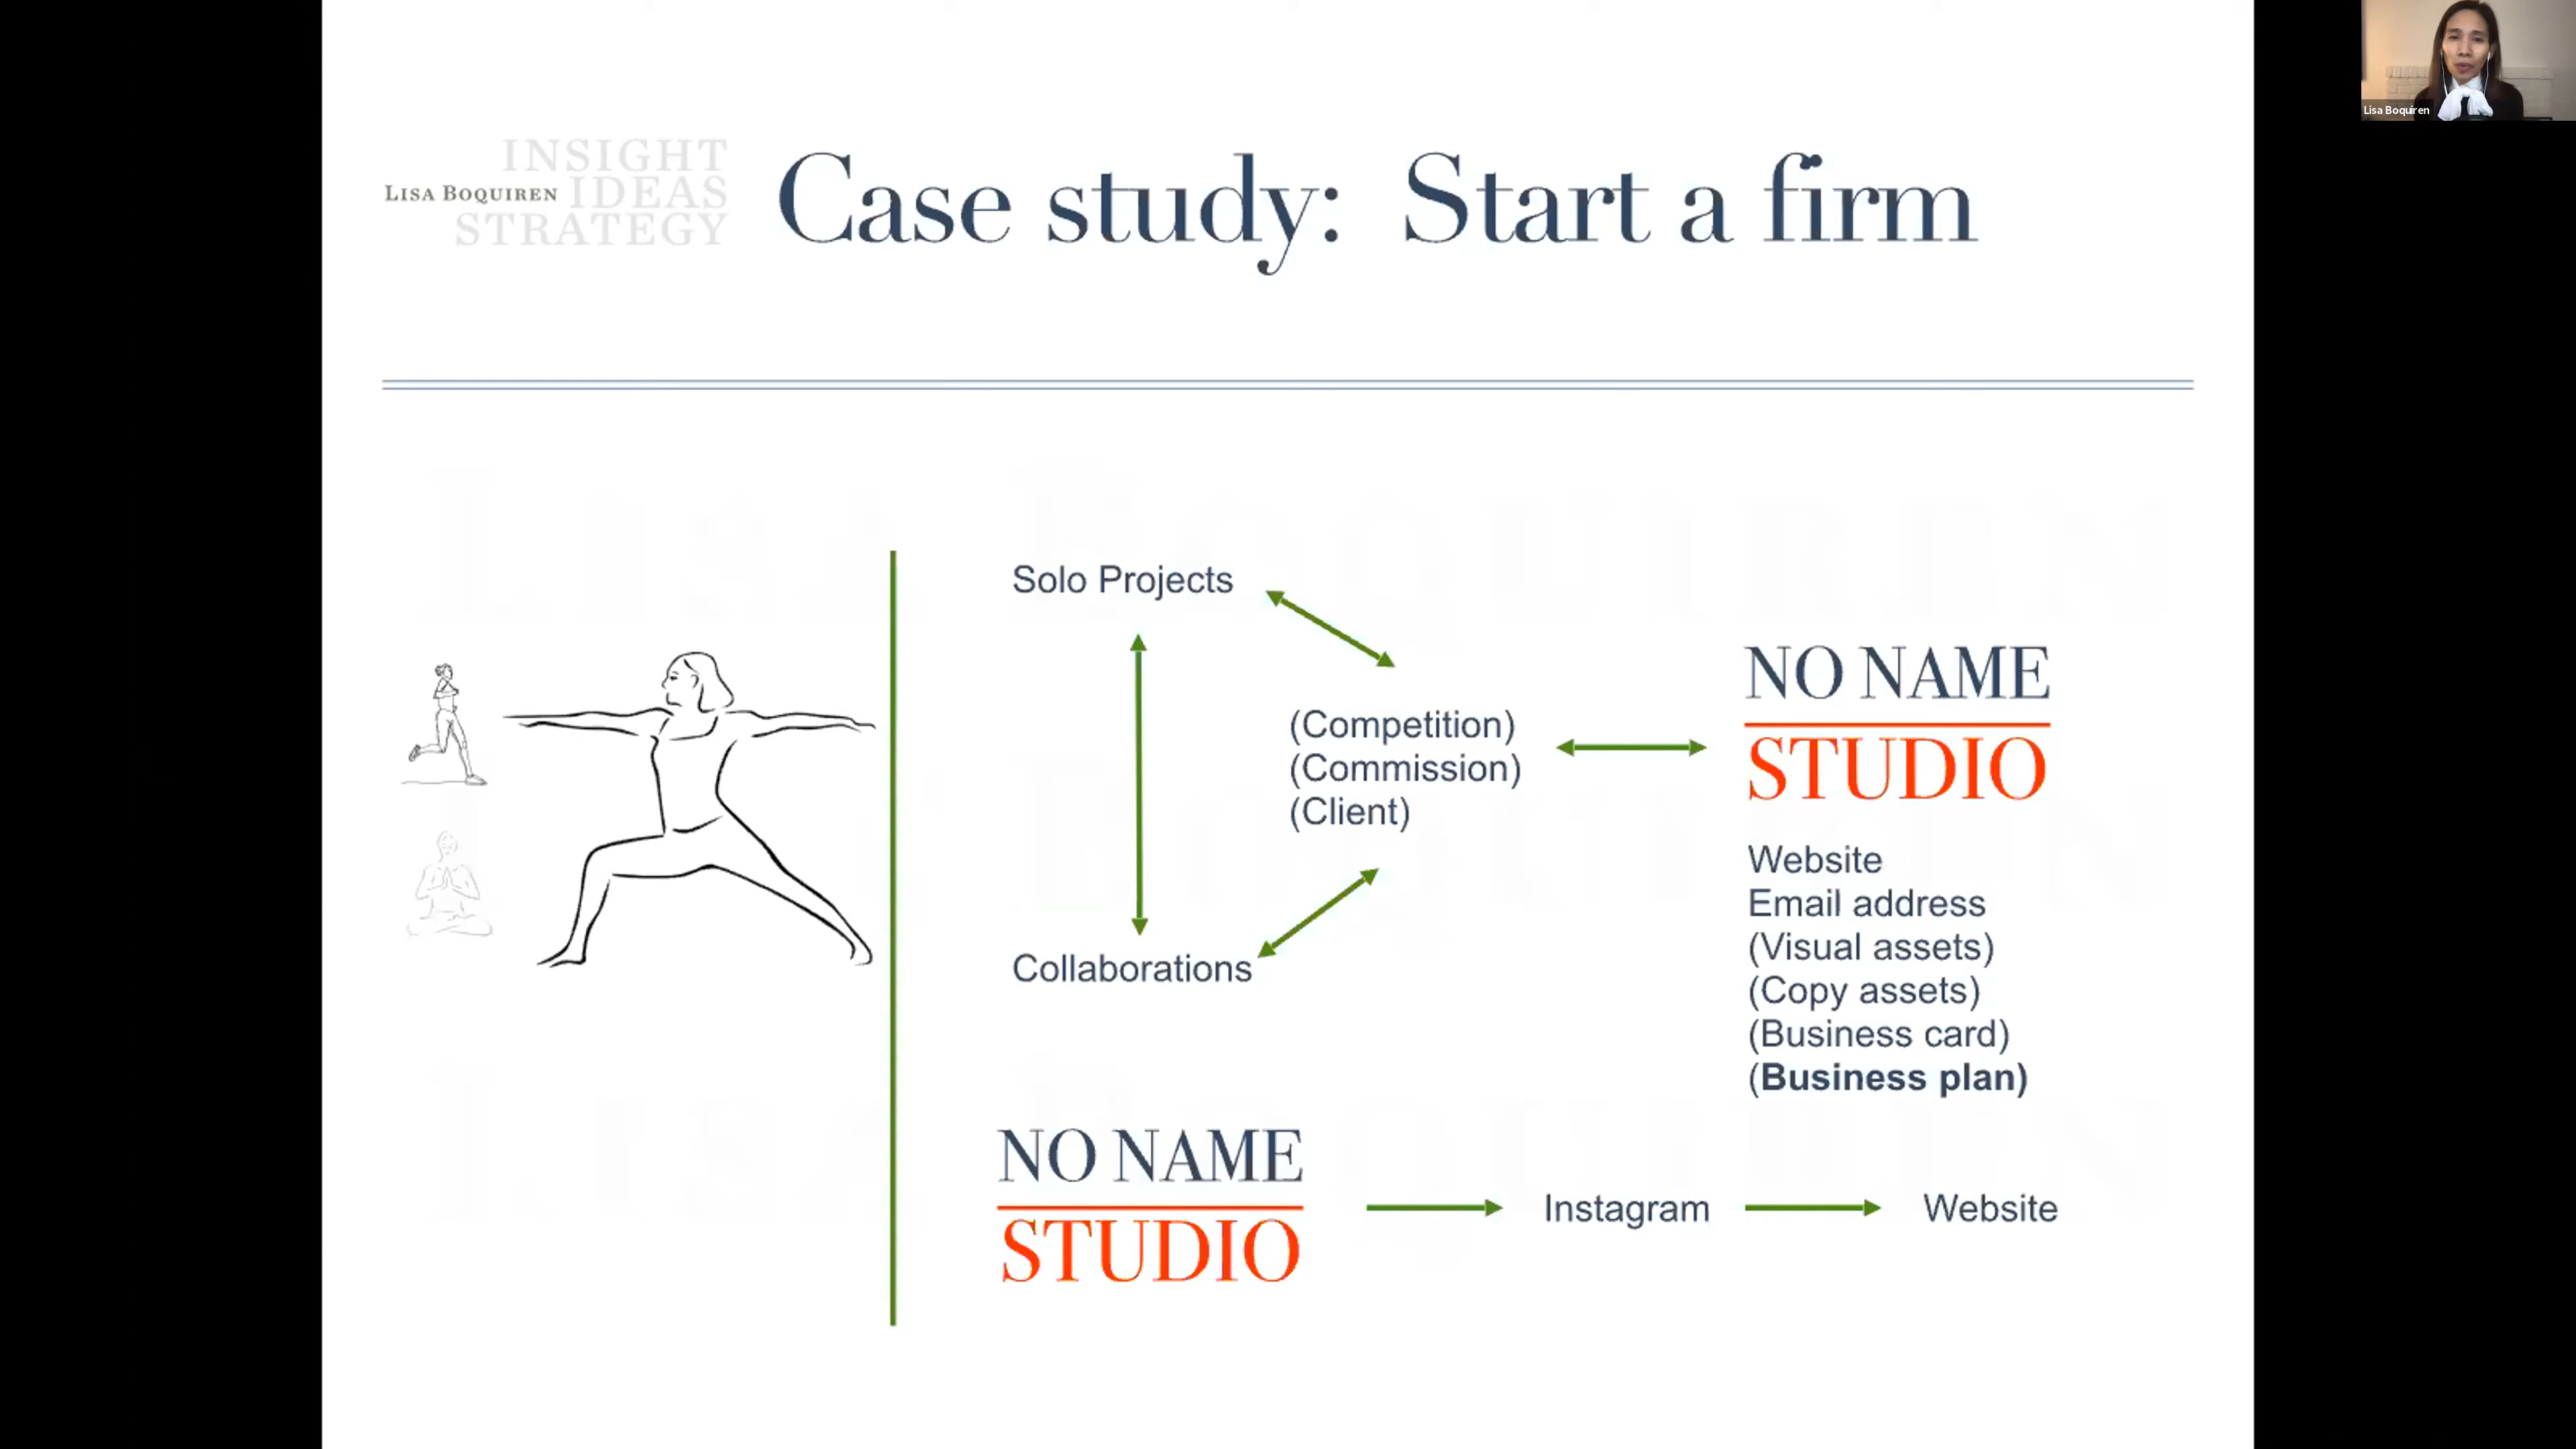 INSIGHT
LISA BOQUIREN IDEAS
STRATEGY
Case study: Start a firm
Lisa Boquiren
Solo Projects
(Competition)
(Commission)
(Client)
Collaborations
NO NAME
STUDIO
Website
Email address
(Visual assets)
(Copy assets)
(Business card)
(Business plan)
NO NAME
STUDIO
Instagram
Website